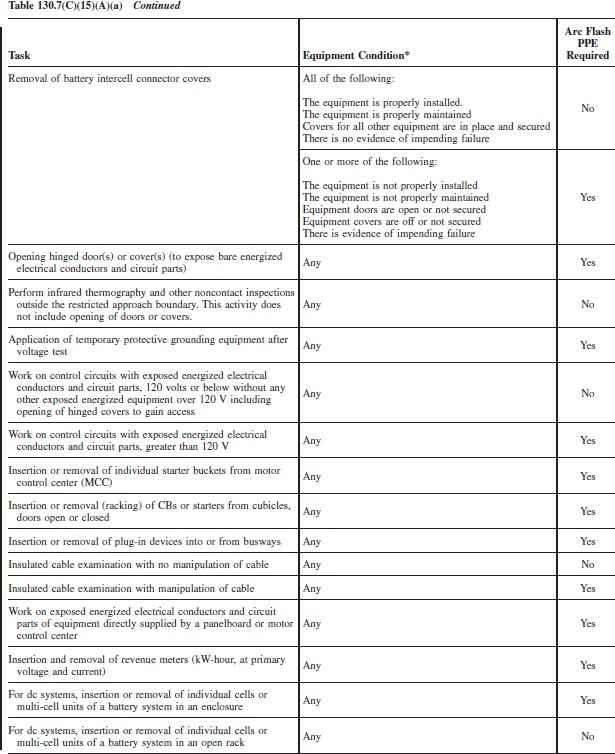 Table 130.7(C)(15)(A)(a) Continued
Arc Flash
PPE
Required
Task
Equipment Condition*
Removal of battery intercell connector covers
All of the following:
The equipment is properly installed.
The equipment is properly maintained
Covers for all other equipment are in place and secured
There is no evidence of impending failure
No
One or more of the following:
The equipment is not properly installed
The equipment is not properly maintained
Equipment doors are open or not secured
Equipment covers are off or not secured
There is evidence of impending failure
Yes
Opening hinged door(s) or cover(s) (to expose bare energized
electrical conductors and circuit parts)
Any
Yes
Perform infrared thermography and other noncontact inspections
outside the restricted approach boundary. This activity does
not include opening of doors or covers.
Any
No
Application of temporary protective grounding equipment after
voltage test
Any
Yes
Work on control circuits with exposed energized electrical
conductors and circuit parts, 120 volts or below without any
other exposed energized equipment over 120 V including
opening of hinged covers to gain access
Any
No
Work on control circuits with exposed energized electrical
conductors and circuit parts, greater than 120 V
Any
Yes
Insertion or removal of individual starter buckets from motor
control center (MCC)
Any
Yes
Insertion or removal (racking) of CBs or starters from cubicles,
doors open or closed
Any
Yes
Insertion or removal of plug-in devices into or from busways
Any
Yes
Insulated cable examination with no manipulation of cable
Any
No
Insulated cable examination with manipulation of cable
Any
Yes
Work on exposed energized electrical conductors and circuit
parts of equipment directly supplied by a panelboard or motor
control center
Any
Yes
Insertion and removal of revenue meters (kW-hour, at primary
voltage and current)
Any
Yes
For dc systems, insertion or removal of individual cells or
multi-cell units of a battery system in an enclosure
Any
Yes
For dc systems, insertion or removal of individual cells or
multi-cell units of a battery system in an open rack
Any
No